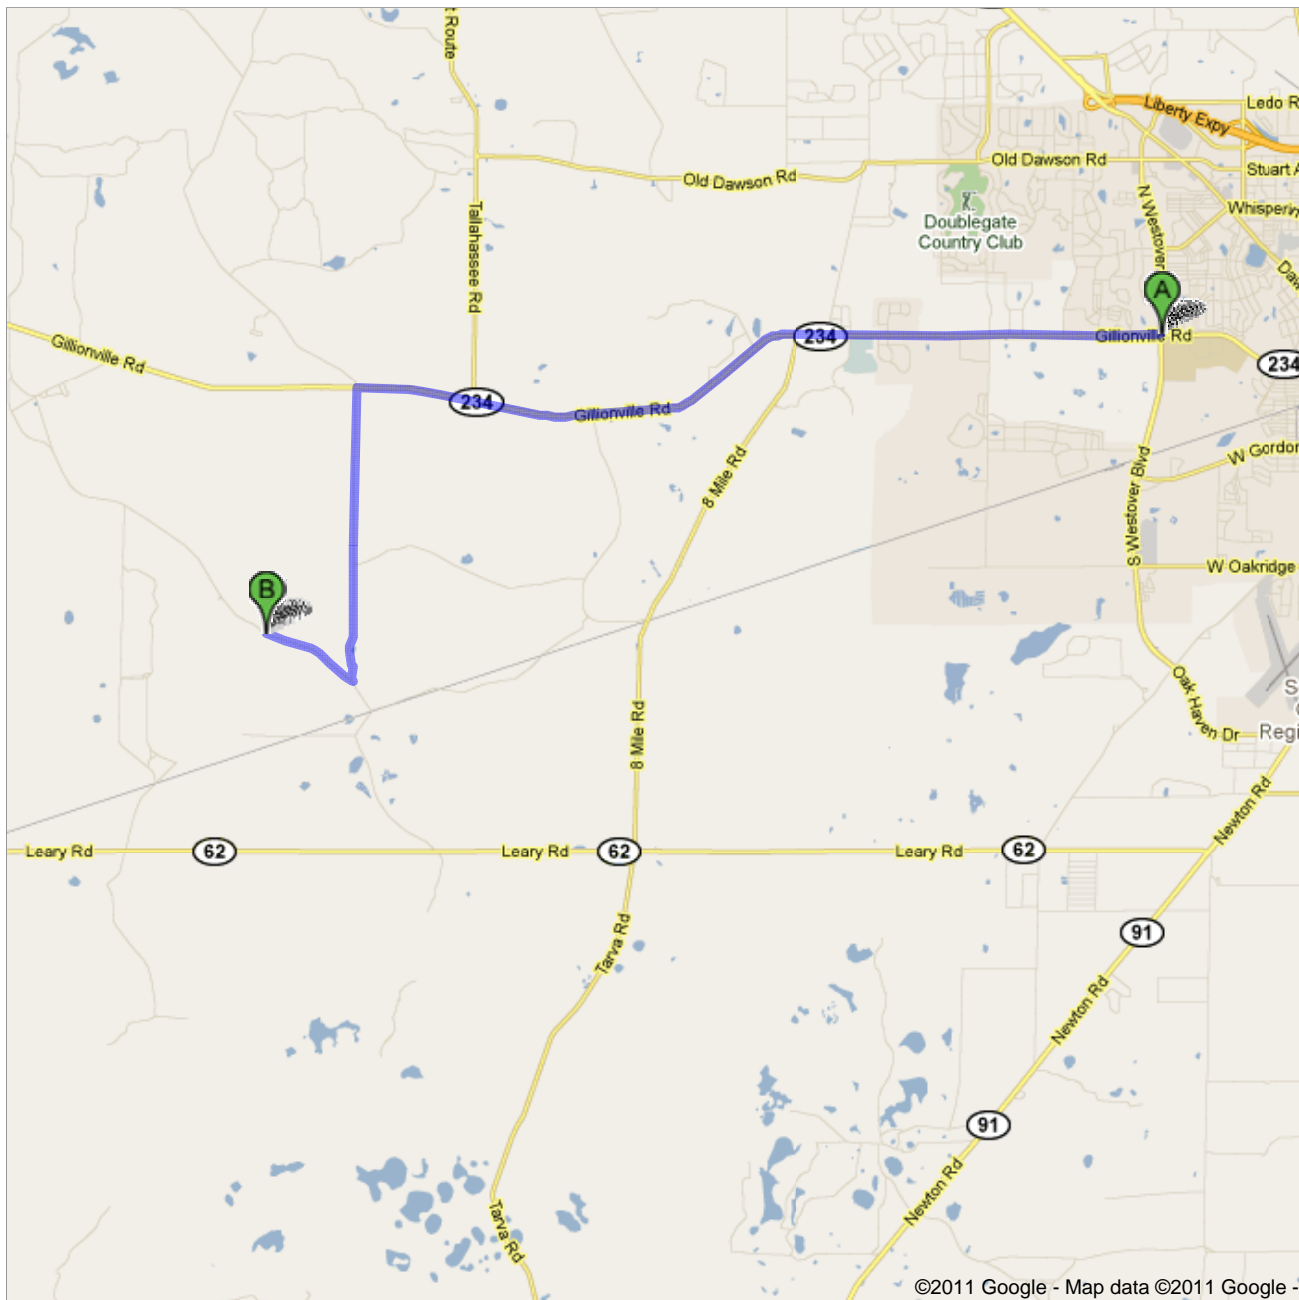 t Route
Liberty Expy
Ledo R
Old Dawson Rd
Old Dawson Rd
Stuart A
N Westover
Whisperin
Tallahassee Rd
Doublegate
Country Club
Daw
A
Gillionville Rd
234
Gillionville Rd
234
234
Gillionville Rd
8 Mile Rd
W Gordon
S Westover Blvd
W Oakridge
B
Oak Haven Dr
S
Regi
8 Mile Rd
Newton Rd
Leary Rd
62
Leary Rd
62
Leary Rd
62
Tarva Rd
91
Newton Rd
91
Newton Rd
Tarva Rd
©2011 Google - Map data ©2011 Google -